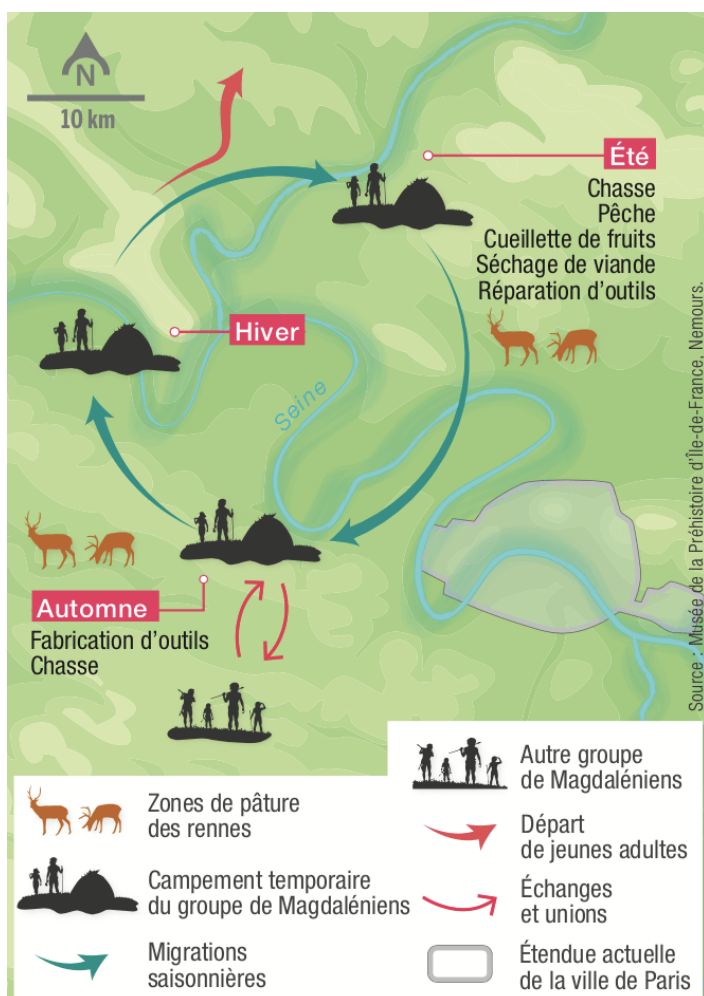 N
10 km
Été
Chasse
Pêche
Cueillette de fruits
Séchage de viande
Réparation d'outils
Hiver
Seine
Automne
Fabrication d'outils
Chasse
Source : Musée de la Préhistoire d'Île-de-France, Nemours.
Zones de pâture
des rennes
Campement temporaire
du groupe de Magdaléniens
Migrations
saisonnières
Autre groupe
de Magdaléniens
Départ
de jeunes adultes
Échanges
et unions
Étendue actuelle
de la ville de Paris